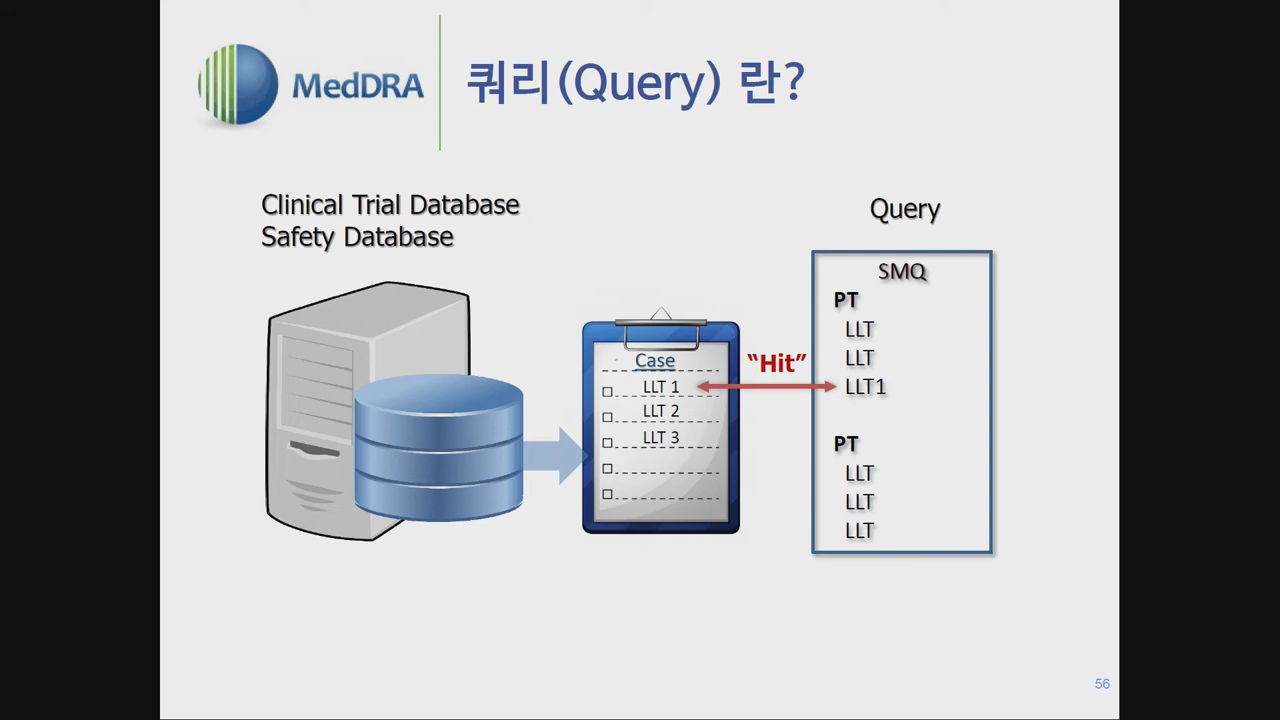 MedDRA
쿼리(Query) 란?
Clinical Trial Database
Safety Database
Case
LLT 1
LLT 2
LLT 3
"Hit"
Query
SMQ
PT
LLT
LLT
LLT1
PT
LLT
LLT
LLT
56